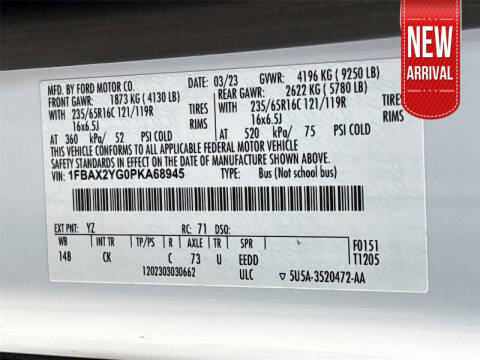 NEW
ARRIVAL
MFD. BY FORD MOTOR CO.
03/23 GVWR: 4196 KG ( 9250 LB)
FRONT GAWR: 1873 KG ( 4130 LB) REAR GAWR: 2622 KG ( 5780 LB)
WITH 235/65R16C 121/119R TIRES WITH 235/65R16C 121/119R TIRES
16x6.5J RIMS 16x6.5J RIMS
AT 360 kPa/ 52 PSI COLD AT 520 kPa/ 75 PSI COLD
THIS VEHICLE CONFORMS TO ALL APPLICABLE FEDERAL MOTOR VEHICLE
SAFETY STANDARDS IN EFFECT ON THE DATE OF MANUFACTURE SHOWN ABOVE.
VIN: 1FBAX2YG0PKA68945 TYPE: Bus (Not school bus)
EXT PNT: YZ RC: 71 DSO:
WB INT TR TP/PS R AXLE TR SPR F0151
148 CK C 73 U EEDD T1205
1202303030662 ULC 5U5A-3520472-AA